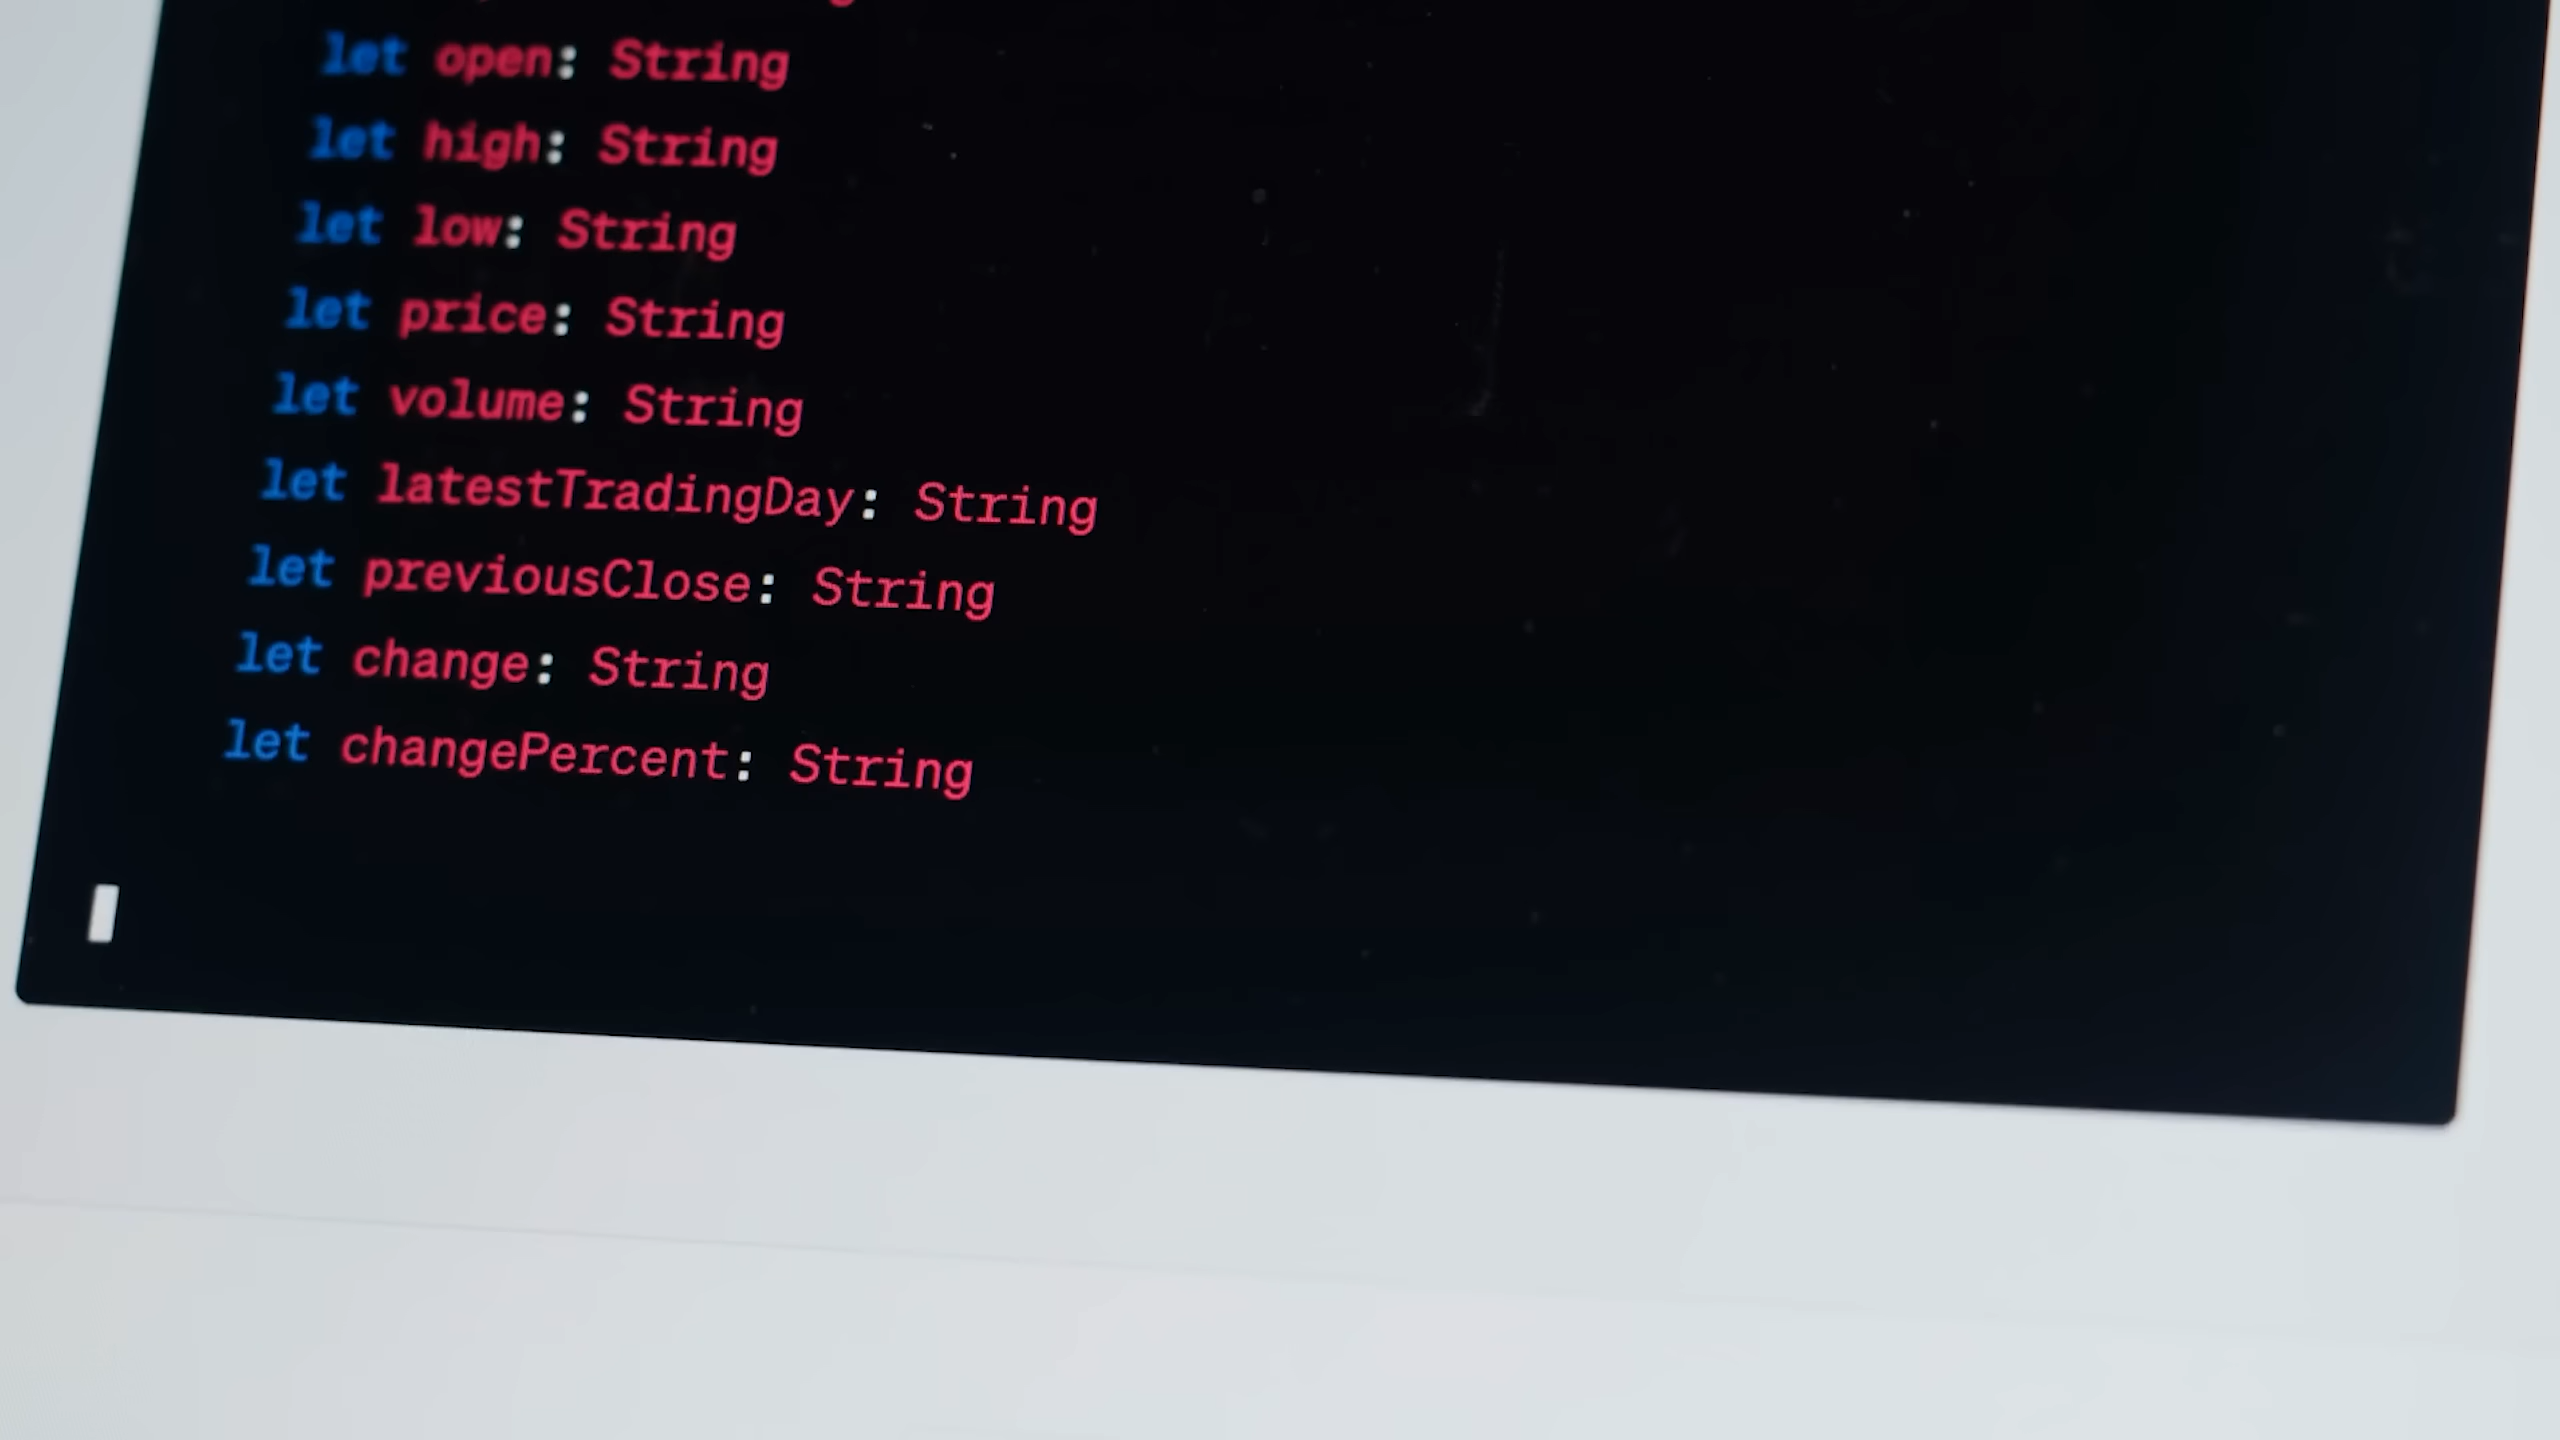 let open: String
let high: String
let low: String
let price: String
let volume: String
let latestTradingDay: String
let previousClose: String
let change: String
let changePercent: String